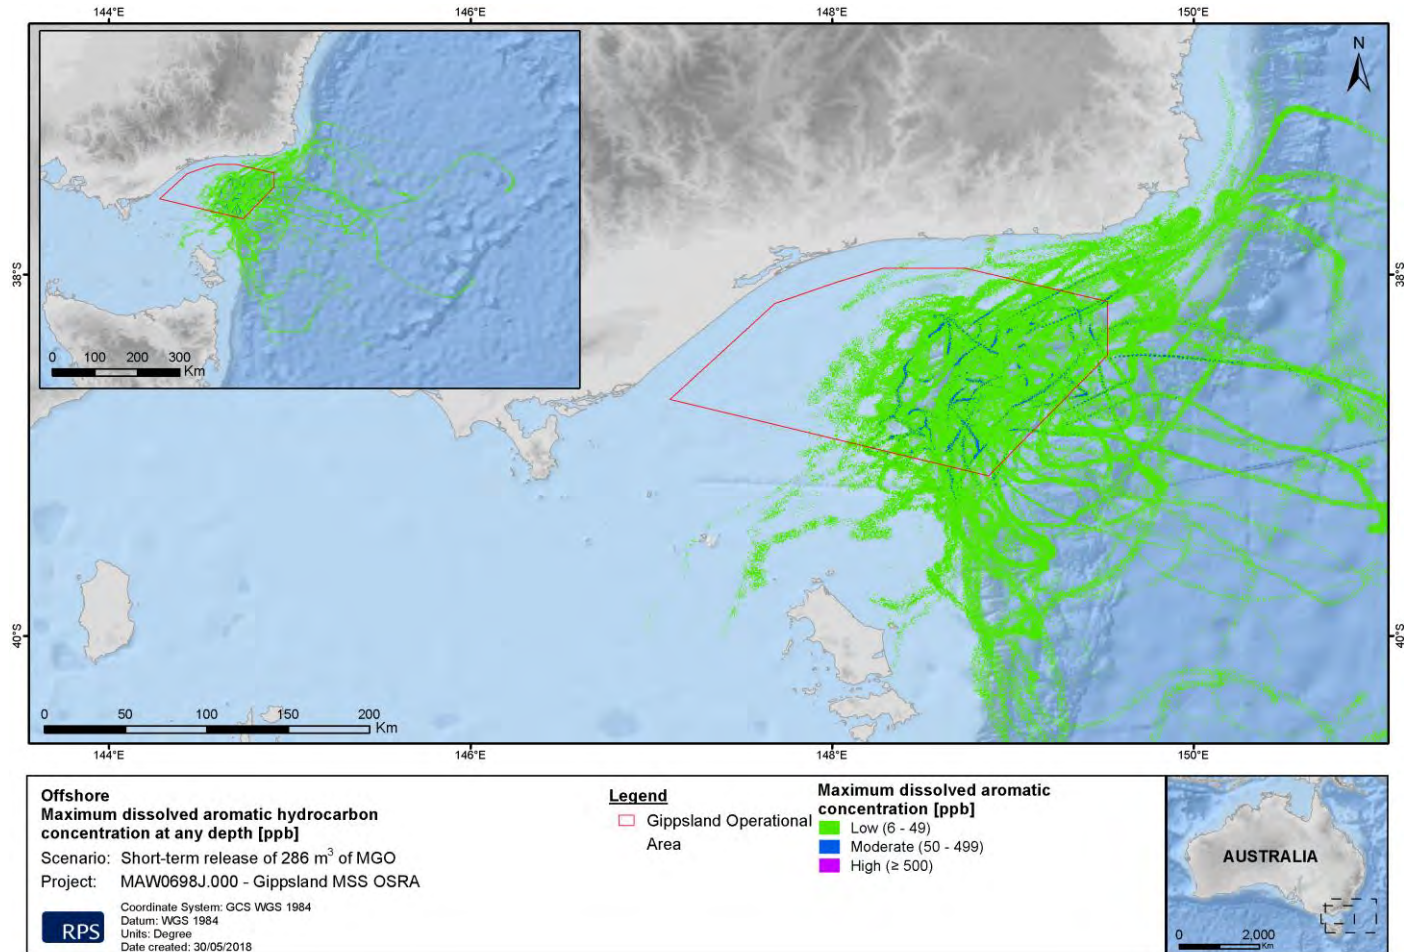 144°E 146°E 148°E 150°E
N
38°S 38°S
0 100 200 300
Km
40°S 40°S
0 50 100 150 200
Km
144°E 146°E 148°E 150°E
Offshore
Maximum dissolved aromatic hydrocarbon
concentration at any depth [ppb]
Scenario: Short-term release of 286 m³ of MGO
Project: MAW0698J.000 - Gippsland MSS OSRA
RPS
Coordinate System: GCS WGS 1984
Datum: WGS 1984
Units: Degree
Date created: 30/05/2018
Legend
Gippsland Operational
Area
Maximum dissolved aromatic
concentration [ppb]
Low (6 - 49)
Moderate (50 - 499)
High (≥ 500)
AUSTRALIA
0 2,000
Km